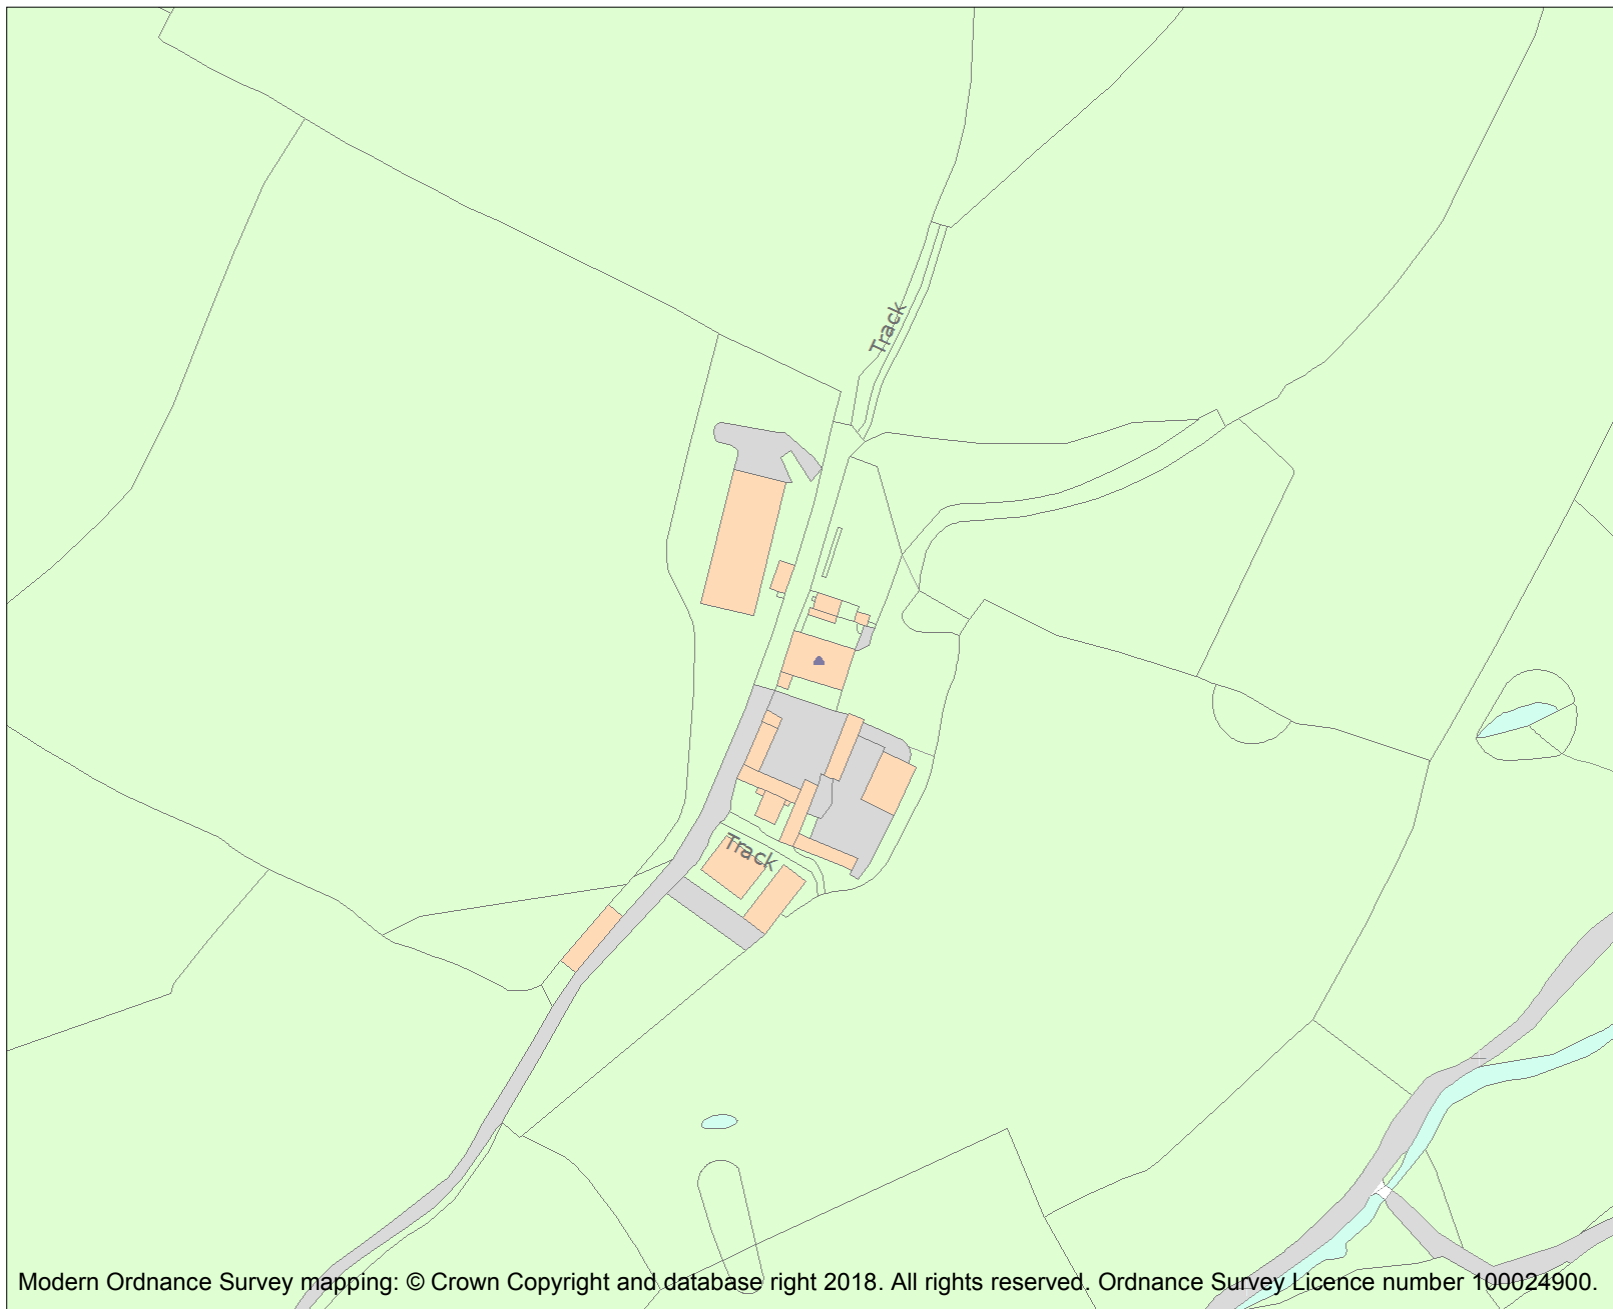 Track
Track
Modern Ordnance Survey mapping: © Crown Copyright and database right 2018. All rights reserved. Ordnance Survey Licence number 100024900.